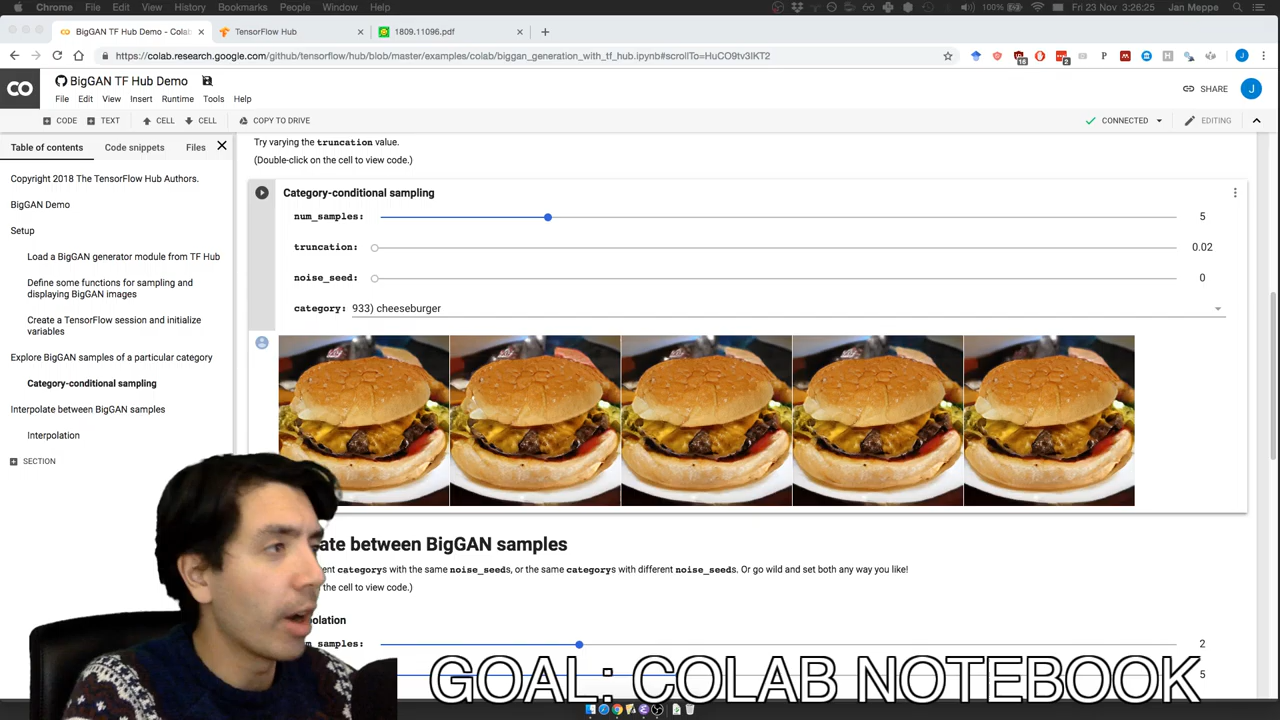 File Edit View History Bookmarks People Window Help
100% Fri 23 Nov 3:26:25 Jan Meppe
BigGAN TF Hub Demo - Colab
TensorFlow Hub
1809.11096.pdf
https://colab.research.google.com/github/tensorflow/hub/blob/master/examples/colab/biggan_generation_with_tf_hub.ipynb#scrollTo=HuCO9tv3IKT2
CO
BigGAN TF Hub Demo
SHARE
J
File Edit View Insert Runtime Tools Help
CODE TEXT CELL CELL COPY TO DRIVE
CONNECTED
EDITING
Table of contents Code snippets Files
Copyright 2018 The TensorFlow Hub Authors.
BigGAN Demo
Setup
Load a BigGAN generator module from TF Hub
Define some functions for sampling and
displaying BigGAN images
Create a TensorFlow session and initialize
variables
Explore BigGAN samples of a particular category
Category-conditional sampling
Interpolate between BigGAN samples
Interpolation
SECTION
Try varying the truncation value.
(Double-click on the cell to view code.)
Category-conditional sampling
num_samples: 5
truncation: 0.02
noise_seed: 0
category: 933) cheeseburger
ate between BigGAN samples
ent categorys with the same noise_seeds, or the same categorys with different noise_seeds. Or go wild and set both any way you like!
the cell to view code.)
polation
m_samples: 2
5
GOAL: COLAB NOTEBOOK